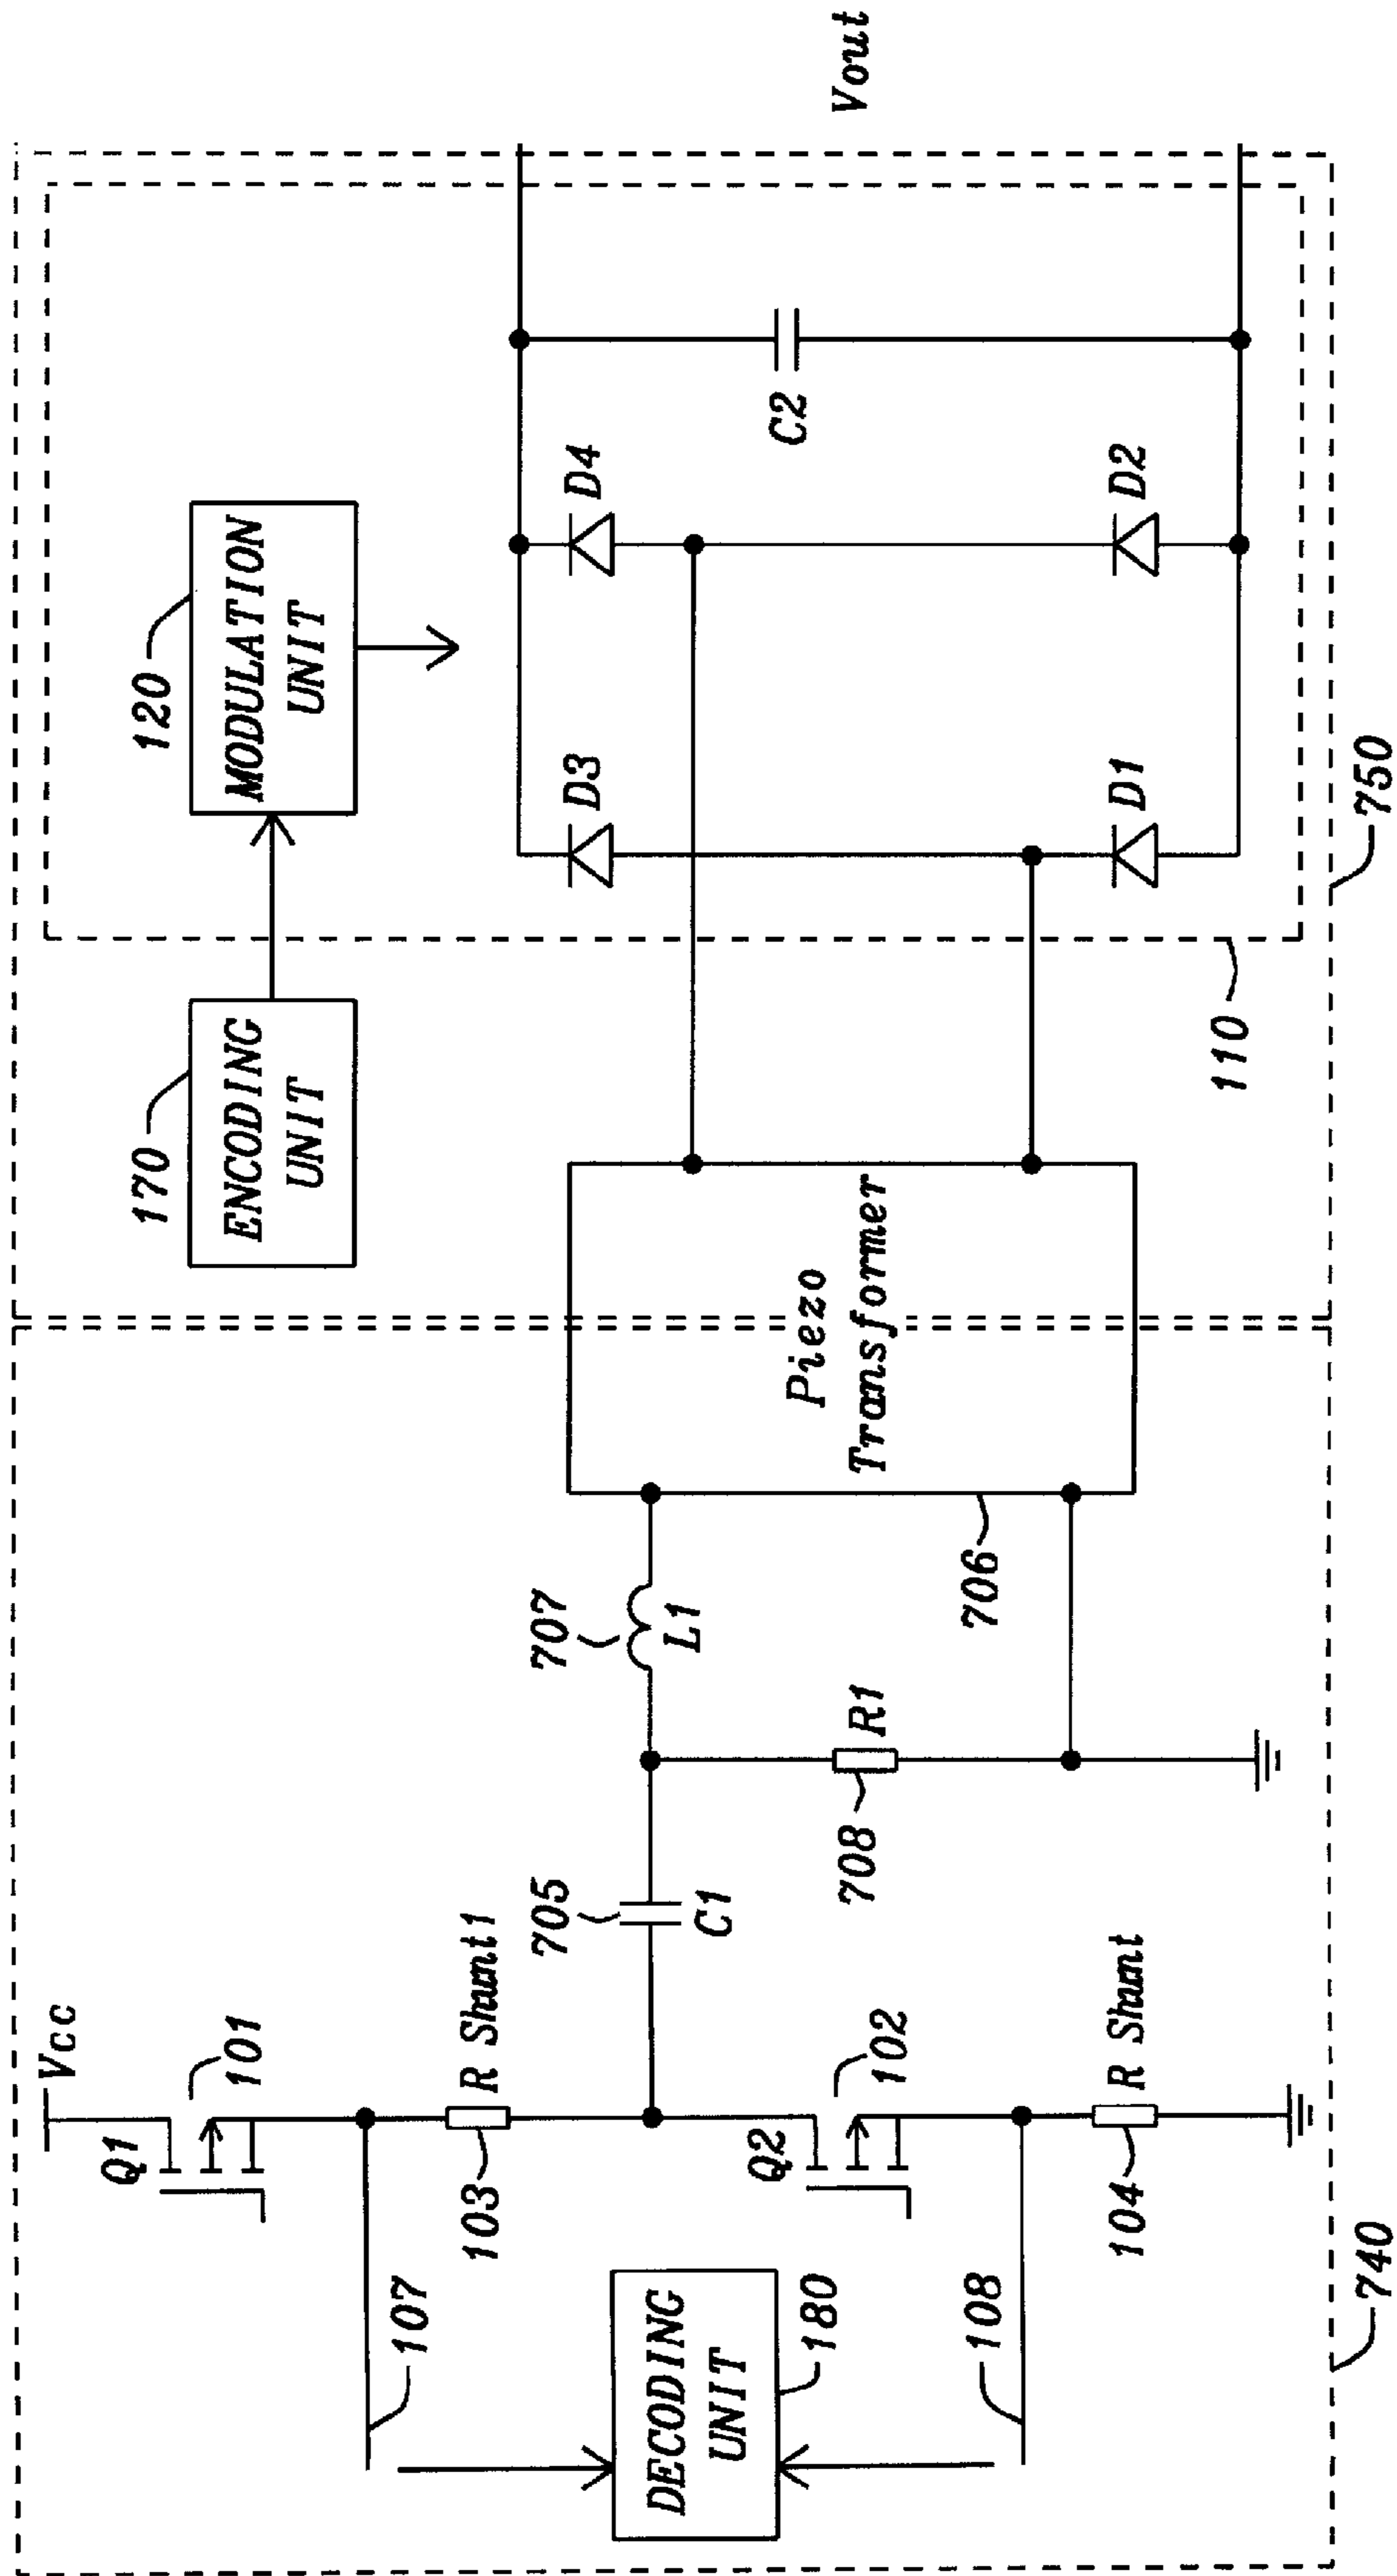 Vcc
Q1
101
107
103
R Shunt1
705
C1
707
L1
DECODING
UNIT
180
Q2
102
708
R1
706
Piezo
Transformer
108
104
R Shunt
740
170
ENCODING
UNIT
120
MODULATION
UNIT
D3
D4
C2
D1
D2
110
750
Vout